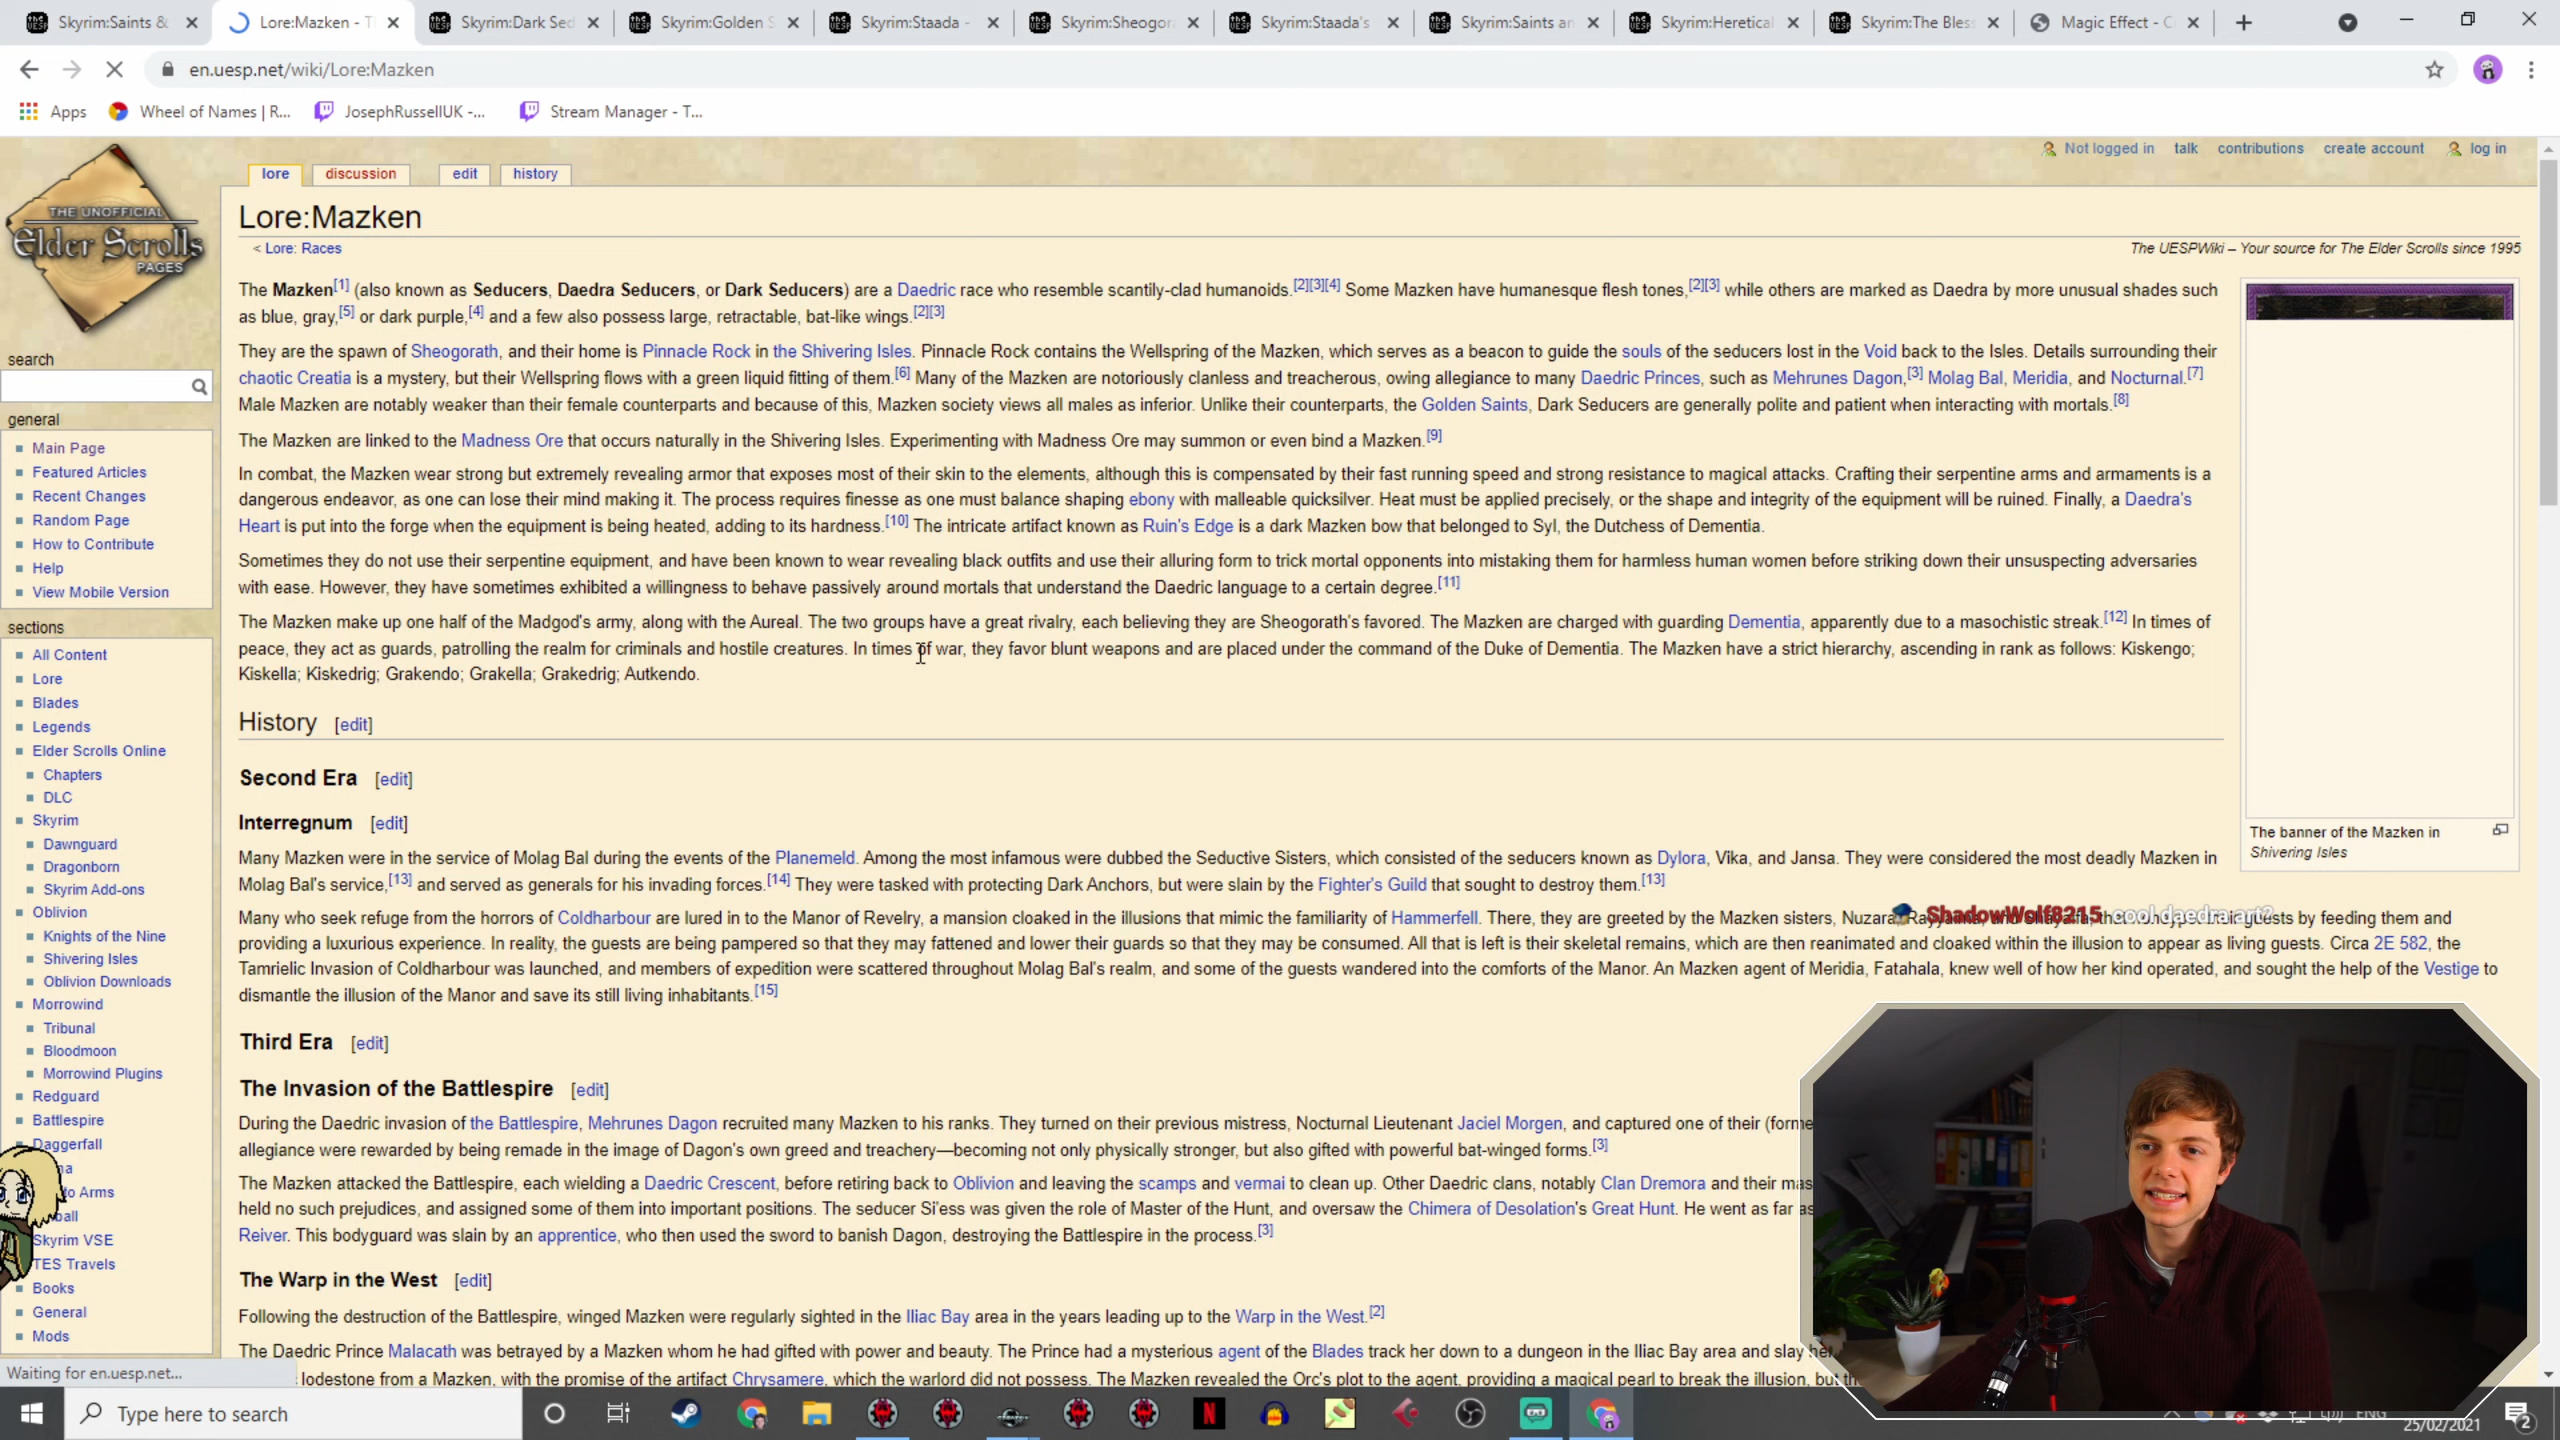 Skyrim:Saints &
Lore:Mazken - T
Skyrim:Dark Sed
Skyrim:Golden S
Skyrim:Staada -
Skyrim:Sheogor
Skyrim:Staada's
Skyrim:Saints an
Skyrim:Heretical
Skyrim:The Bles
Magic Effect - C
en.uesp.net/wiki/Lore:Mazken
Apps
Wheel of Names | R...
JosephRussellUK -...
Stream Manager - T...
Not logged in talk contributions create account log in
lore discussion edit history
THE UNOFFICIAL
Elder Scrolls
PAGES
Lore:Mazken
< Lore: Races
The UESPWiki – Your source for The Elder Scrolls since 1995
The Mazken[1] (also known as Seducers, Daedra Seducers, or Dark Seducers) are a Daedric race who resemble scantily-clad humanoids.[2][3][4] Some Mazken have humanesque flesh tones,[2][3] while others are marked as Daedra by more unusual shades such
as blue, gray,[5] or dark purple,[4] and a few also possess large, retractable, bat-like wings.[2][3]
They are the spawn of Sheogorath, and their home is Pinnacle Rock in the Shivering Isles. Pinnacle Rock contains the Wellspring of the Mazken, which serves as a beacon to guide the souls of the seducers lost in the Void back to the Isles. Details surrounding their
chaotic Creatia is a mystery, but their Wellspring flows with a green liquid fitting of them.[6] Many of the Mazken are notoriously clanless and treacherous, owing allegiance to many Daedric Princes, such as Mehrunes Dagon,[3] Molag Bal, Meridia, and Nocturnal.[7]
Male Mazken are notably weaker than their female counterparts and because of this, Mazken society views all males as inferior. Unlike their counterparts, the Golden Saints, Dark Seducers are generally polite and patient when interacting with mortals.[8]
The Mazken are linked to the Madness Ore that occurs naturally in the Shivering Isles. Experimenting with Madness Ore may summon or even bind a Mazken.[9]
In combat, the Mazken wear strong but extremely revealing armor that exposes most of their skin to the elements, although this is compensated by their fast running speed and strong resistance to magical attacks. Crafting their serpentine arms and armaments is a
dangerous endeavor, as one can lose their mind making it. The process requires finesse as one must balance shaping ebony with malleable quicksilver. Heat must be applied precisely, or the shape and integrity of the equipment will be ruined. Finally, a Daedra's
Heart is put into the forge when the equipment is being heated, adding to its hardness.[10] The intricate artifact known as Ruin's Edge is a dark Mazken bow that belonged to Syl, the Dutchess of Dementia.
Sometimes they do not use their serpentine equipment, and have been known to wear revealing black outfits and use their alluring form to trick mortal opponents into mistaking them for harmless human women before striking down their unsuspecting adversaries
with ease. However, they have sometimes exhibited a willingness to behave passively around mortals that understand the Daedric language to a certain degree.[11]
The Mazken make up one half of the Madgod's army, along with the Aureal. The two groups have a great rivalry, each believing they are Sheogorath's favored. The Mazken are charged with guarding Dementia, apparently due to a masochistic streak.[12] In times of
peace, they act as guards, patrolling the realm for criminals and hostile creatures. In times of war, they favor blunt weapons and are placed under the command of the Duke of Dementia. The Mazken have a strict hierarchy, ascending in rank as follows: Kiskengo;
Kiskella; Kiskedrig; Grakendo; Grakella; Grakedrig; Autkendo.
The banner of the Mazken in
Shivering Isles
History [edit]
Second Era [edit]
Interregnum [edit]
Many Mazken were in the service of Molag Bal during the events of the Planemeld. Among the most infamous were dubbed the Seductive Sisters, which consisted of the seducers known as Dylora, Vika, and Jansa. They were considered the most deadly Mazken in
Molag Bal's service,[13] and served as generals for his invading forces.[14] They were tasked with protecting Dark Anchors, but were slain by the Fighter's Guild that sought to destroy them.[13]
ShadowWolf8215 cool daedra art?
Many who seek refuge from the horrors of Coldharbour are lured in to the Manor of Revelry, a mansion cloaked in the illusions that mimic the familiarity of Hammerfell. There, they are greeted by the Mazken sisters, Nuzara, guests by feeding them and
providing a luxurious experience. In reality, the guests are being pampered so that they may fattened and lower their guards so that they may be consumed. All that is left is their skeletal remains, which are then reanimated and cloaked within the illusion to appear as living guests. Circa 2E 582, the
Tamrielic Invasion of Coldharbour was launched, and members of expedition were scattered throughout Molag Bal's realm, and some of the guests wandered into the comforts of the Manor. An Mazken agent of Meridia, Fatahala, knew well of how her kind operated, and sought the help of the Vestige to
dismantle the illusion of the Manor and save its still living inhabitants.[15]
Third Era [edit]
The Invasion of the Battlespire [edit]
During the Daedric invasion of the Battlespire, Mehrunes Dagon recruited many Mazken to his ranks. They turned on their previous mistress, Nocturnal Lieutenant Jaciel Morgen, and captured one of their (forme
allegiance were rewarded by being remade in the image of Dagon's own greed and treachery—becoming not only physically stronger, but also gifted with powerful bat-winged forms.[3]
The Mazken attacked the Battlespire, each wielding a Daedric Crescent, before retiring back to Oblivion and leaving the scamps and vermai to clean up. Other Daedric clans, notably Clan Dremora and their mas
held no such prejudices, and assigned some of them into important positions. The seducer Si'ess was given the role of Master of the Hunt, and oversaw the Chimera of Desolation's Great Hunt. He went as far as
Reiver. This bodyguard was slain by an apprentice, who then used the sword to banish Dagon, destroying the Battlespire in the process.[3]
The Warp in the West [edit]
Following the destruction of the Battlespire, winged Mazken were regularly sighted in the Iliac Bay area in the years leading up to the Warp in the West.[2]
The Daedric Prince Malacath was betrayed by a Mazken whom he had gifted with power and beauty. The Prince had a mysterious agent of the Blades track her down to a dungeon in the Iliac Bay area and slay her
lodestone from a Mazken, with the promise of the artifact Chrysamere, which the warlord did not possess. The Mazken revealed the Orc's plot to the agent, providing a magical pearl to break the illusion, but
search
general
Main Page
Featured Articles
Recent Changes
Random Page
How to Contribute
Help
View Mobile Version
sections
All Content
Lore
Blades
Legends
Elder Scrolls Online
Chapters
DLC
Skyrim
Dawnguard
Dragonborn
Skyrim Add-ons
Oblivion
Knights of the Nine
Shivering Isles
Oblivion Downloads
Morrowind
Tribunal
Bloodmoon
Morrowind Plugins
Redguard
Battlespire
Daggerfall
na
to Arms
ball
Skyrim VSE
TES Travels
Books
General
Mods
Waiting for en.uesp.net...
Type here to search
N
ENG
25/02/2021
2